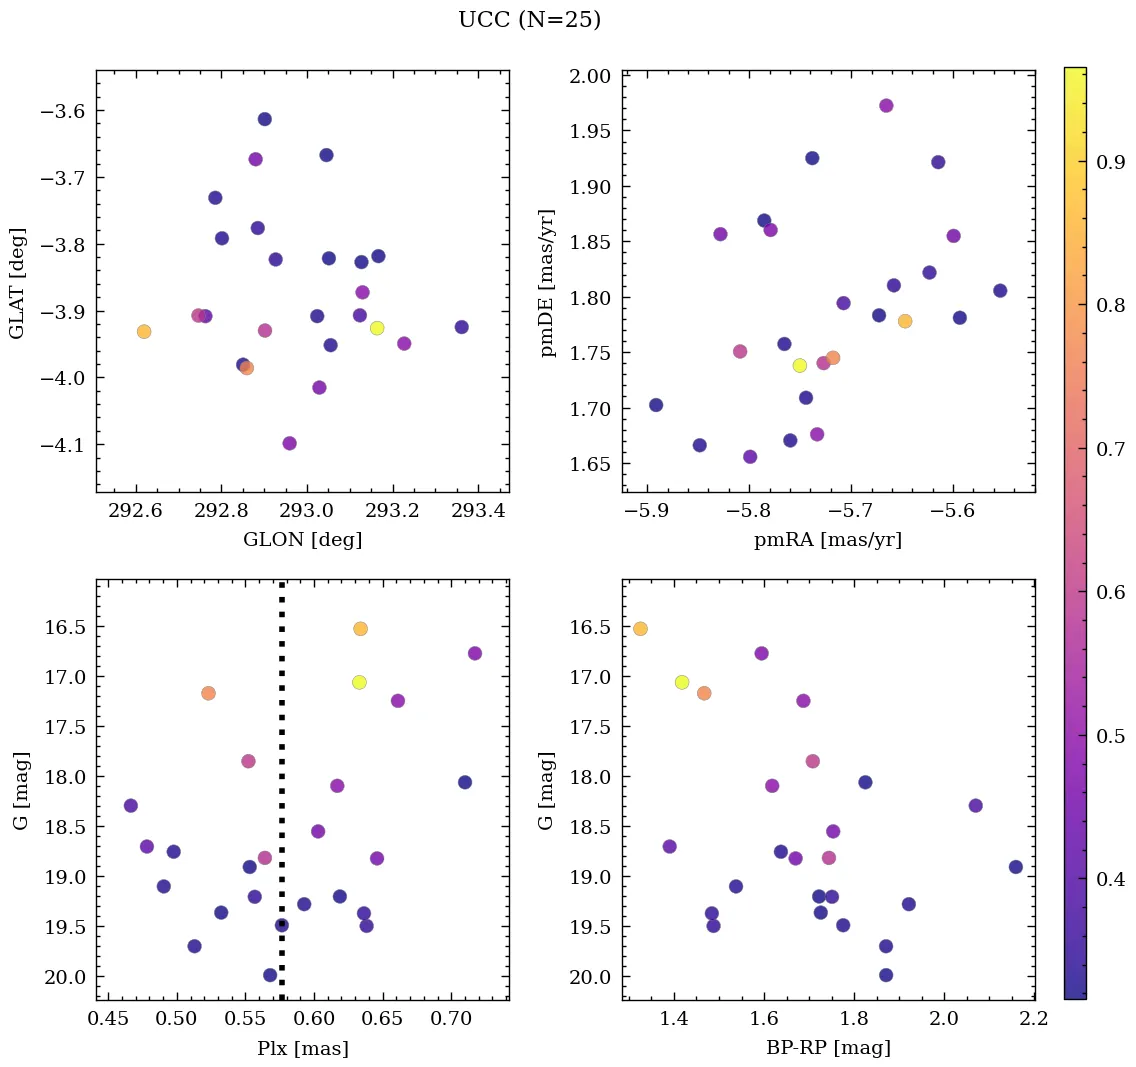 UCC (N=25)
−3.6
−3.7
−3.8
−3.9
−4.0
−4.1
GLAT [deg]
292.6 292.8 293.0 293.2 293.4
GLON [deg]
2.00
1.95
1.90
1.85
1.80
1.75
1.70
1.65
pmDE [mas/yr]
−5.9 −5.8 −5.7 −5.6
pmRA [mas/yr]
16.5
17.0
17.5
18.0
18.5
19.0
19.5
20.0
G [mag]
0.45 0.50 0.55 0.60 0.65 0.70
Plx [mas]
16.5
17.0
17.5
18.0
18.5
19.0
19.5
20.0
G [mag]
1.4 1.6 1.8 2.0 2.2
BP-RP [mag]
0.9
0.8
0.7
0.6
0.5
0.4